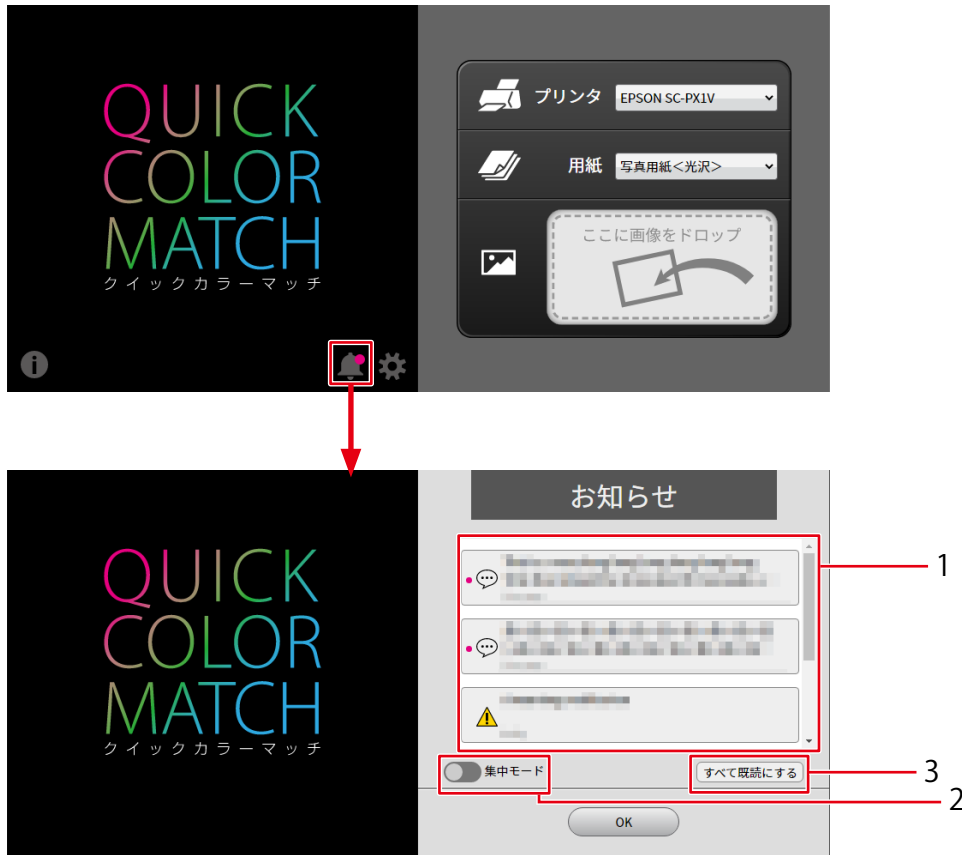 QUICK
COLOR
MATCH
クイックカラーマッチ
プリンタ
EPSON SC-PX1V
用紙
写真用紙＜光沢＞
ここに画像をドロップ
QUICK
COLOR
MATCH
クイックカラーマッチ
お知らせ
1
集中モード
すべて既読にする
3
2
OK